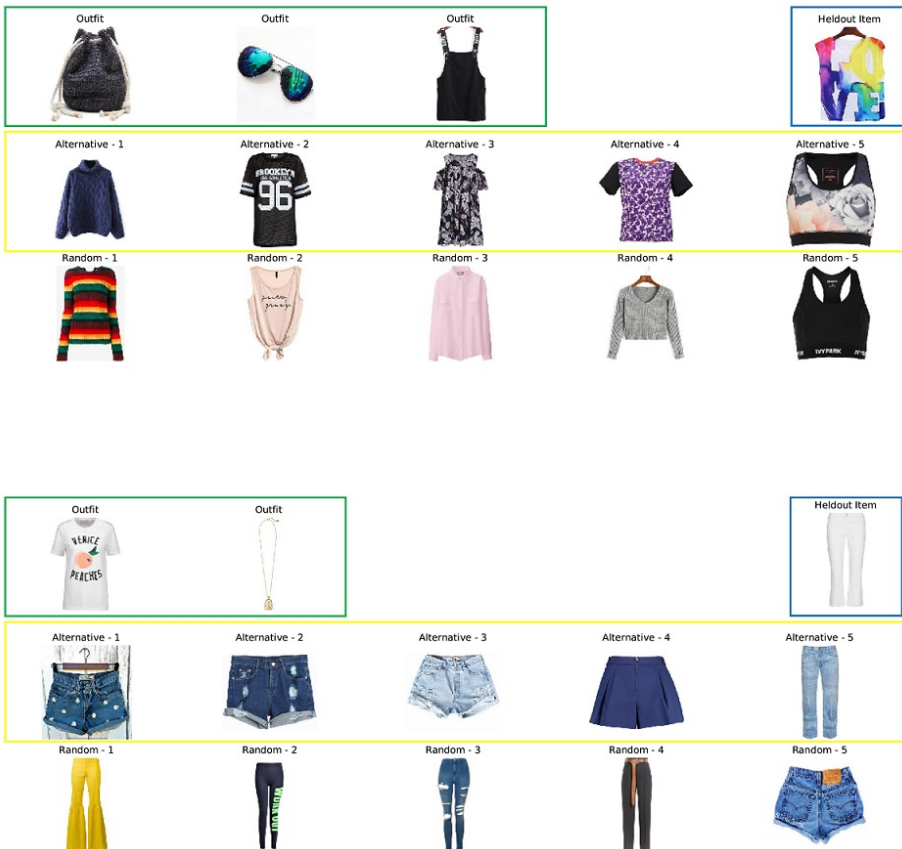 Outfit Outfit Outfit Heldout Item
LOVE
Alternative - 1 Alternative - 2 Alternative - 3 Alternative - 4 Alternative - 5
BROOKLYN
96
Random - 1 Random - 2 Random - 3 Random - 4 Random - 5
IVYPARK
Outfit Outfit Heldout Item
VENICE
PEACHES
Alternative - 1 Alternative - 2 Alternative - 3 Alternative - 4 Alternative - 5
Random - 1 Random - 2 Random - 3 Random - 4 Random - 5
WORK OUT